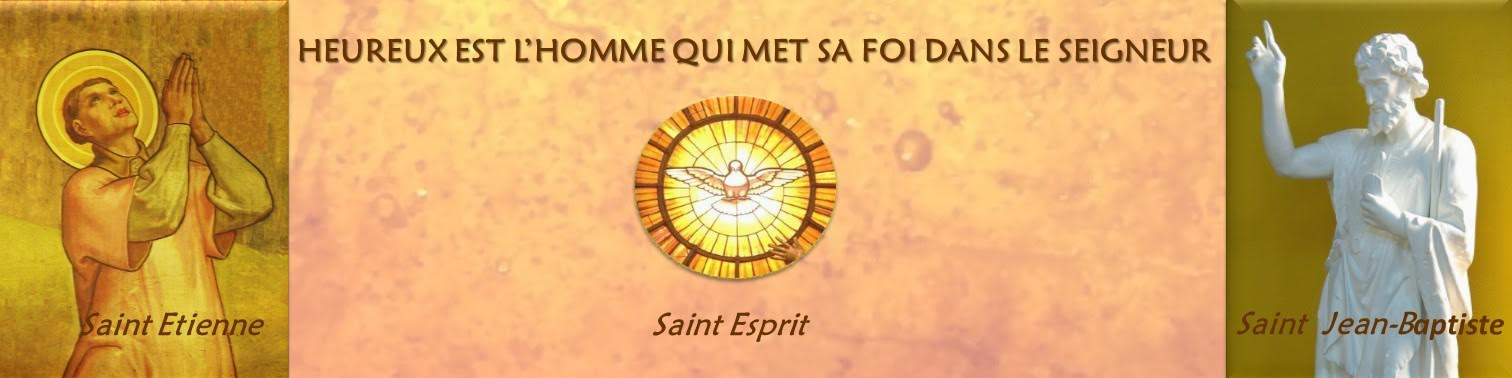 HEUREUX EST L'HOMME QUI MET SA FOI DANS LE SEIGNEUR
Saint Etienne
Saint Esprit
Saint Jean-Baptiste